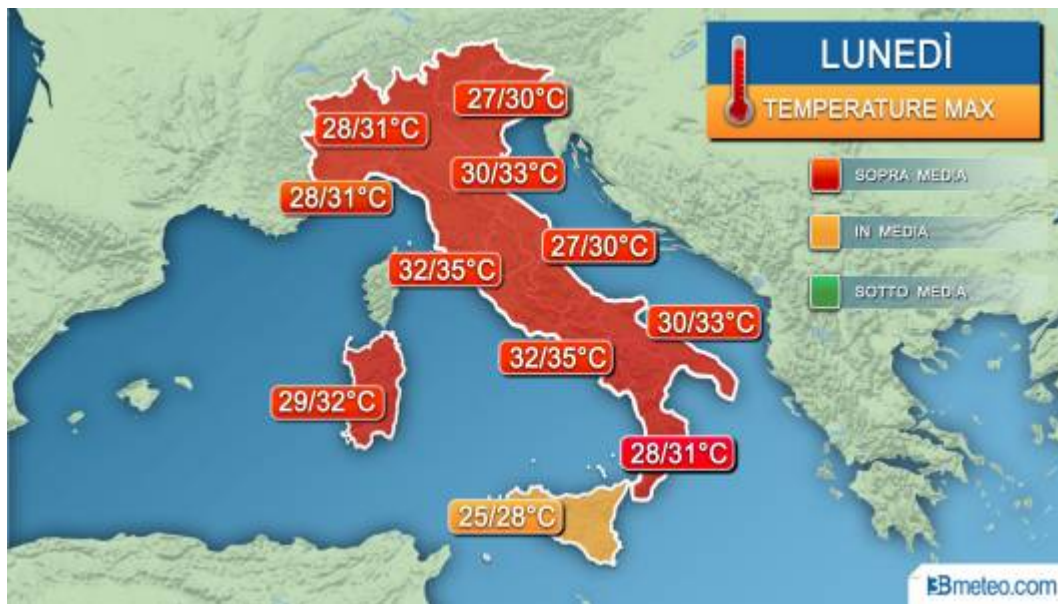 LUNEDÌ
TEMPERATURE MAX
27/30°C
28/31°C
30/33°C
SOPRA MEDIA
28/31°C
IN MEDIA
27/30°C
32/35°C
SOTTO MEDIA
30/33°C
32/35°C
29/32°C
28/31°C
25/28°C
3Bmeteo.com